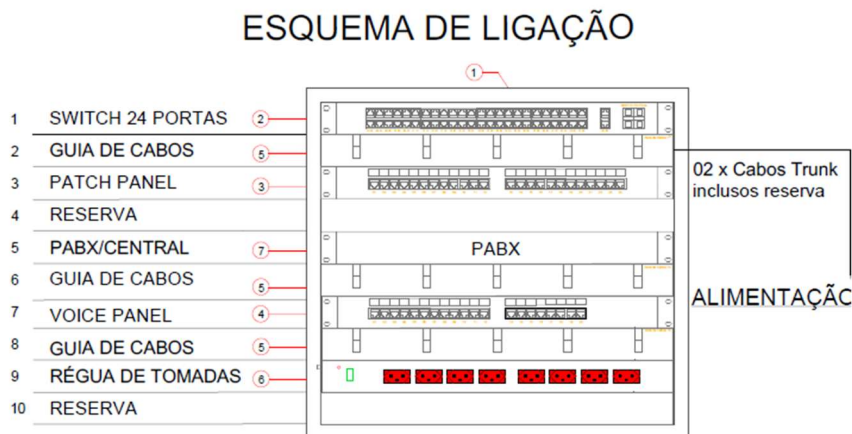 ESQUEMA DE LIGAÇÃO
1
1 SWITCH 24 PORTAS 2
2 GUIA DE CABOS 5
3 PATCH PANEL 3
4 RESERVA
5 PABX/CENTRAL 7
PABX
6 GUIA DE CABOS 5
7 VOICE PANEL 4
8 GUIA DE CABOS 5
9 RÉGUA DE TOMADAS 6
10 RESERVA
02 x Cabos Trunk
inclusos reserva
ALIMENTAÇÃO